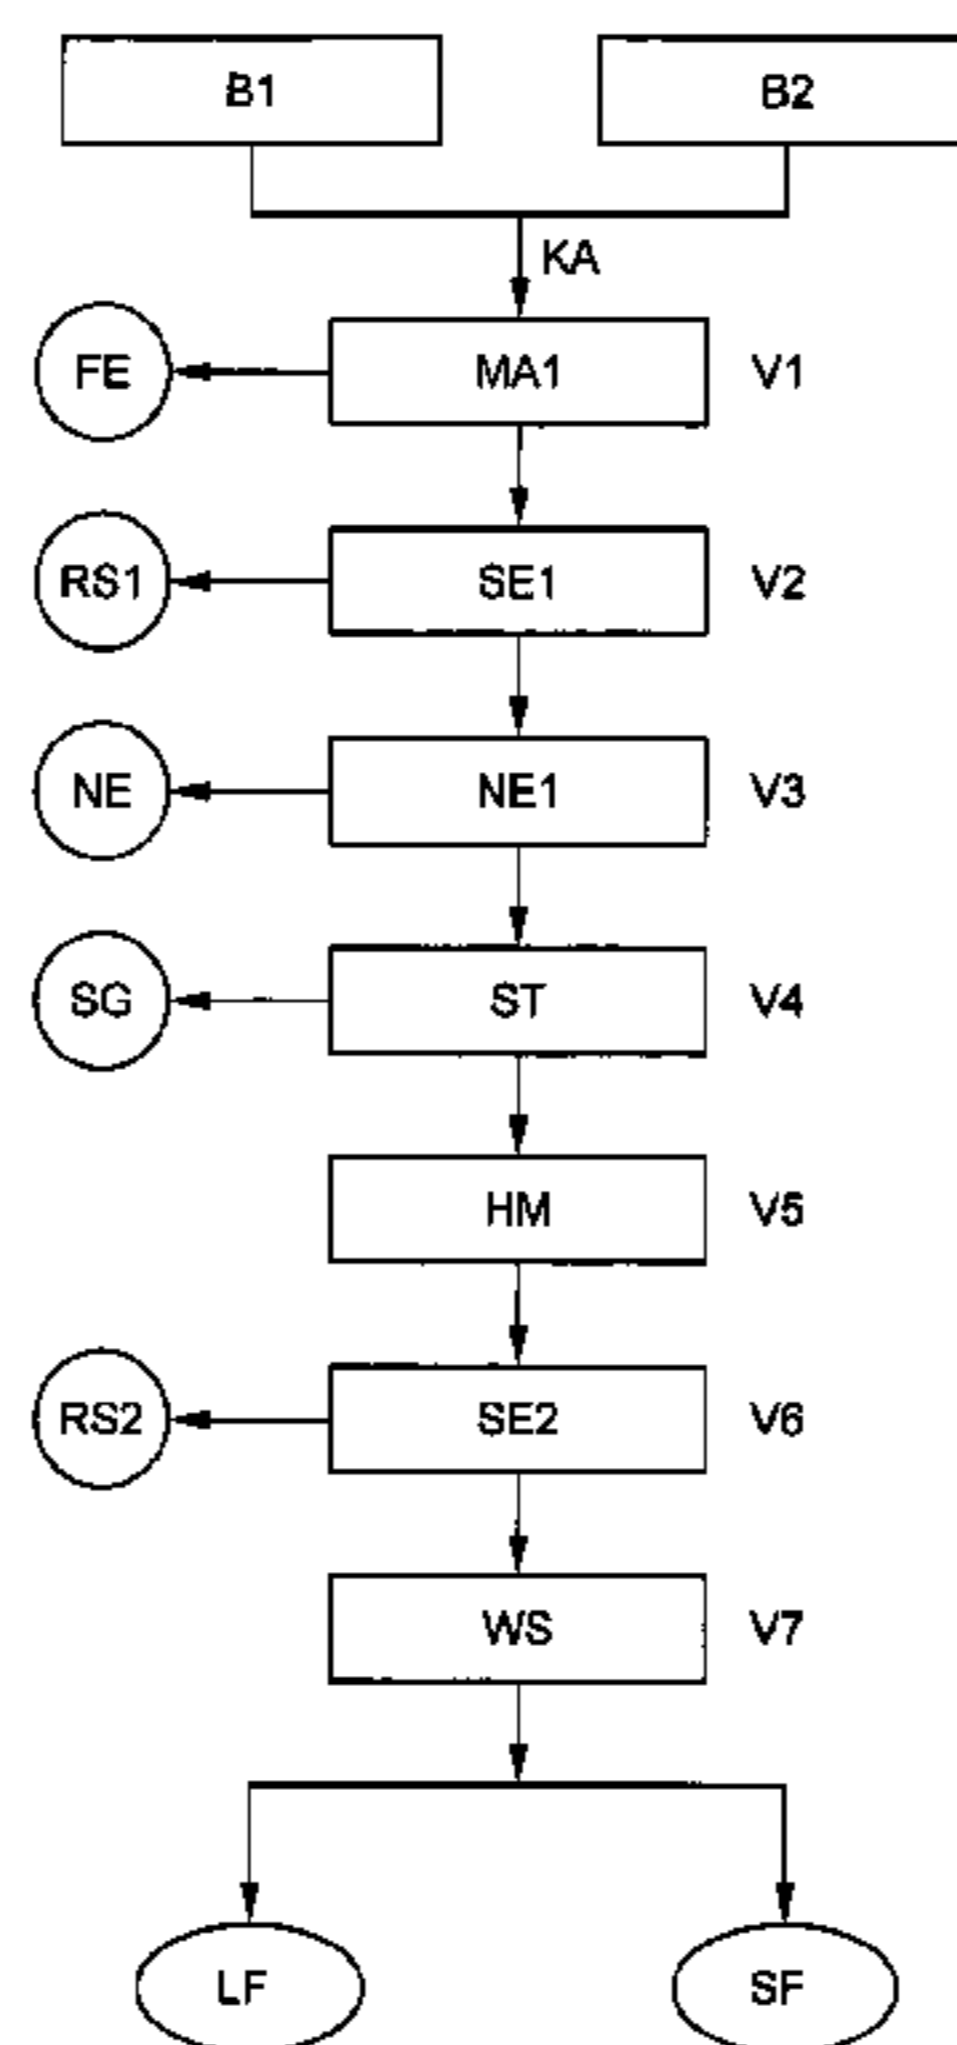 B1 B2
KA
FE MA1 V1
RS1 SE1 V2
NE NE1 V3
SG ST V4
HM V5
RS2 SE2 V6
WS V7
LF SF